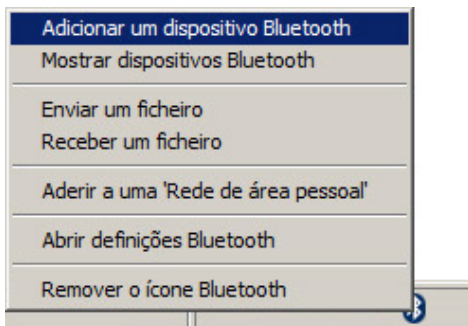 Adicionar um dispositivo Bluetooth
Mostrar dispositivos Bluetooth
Enviar um ficheiro
Receber um ficheiro
Aderir a uma 'Rede de área pessoal'
Abrir definições Bluetooth
Remover o ícone Bluetooth